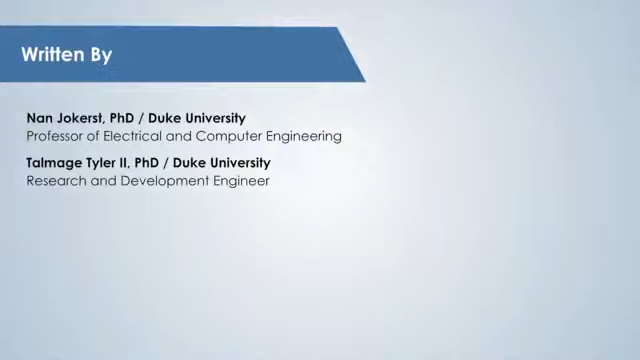 Written By
Nan Jokerst, PhD / Duke University
Professor of Electrical and Computer Engineering
Talmage Tyler II, PhD / Duke University
Research and Development Engineer